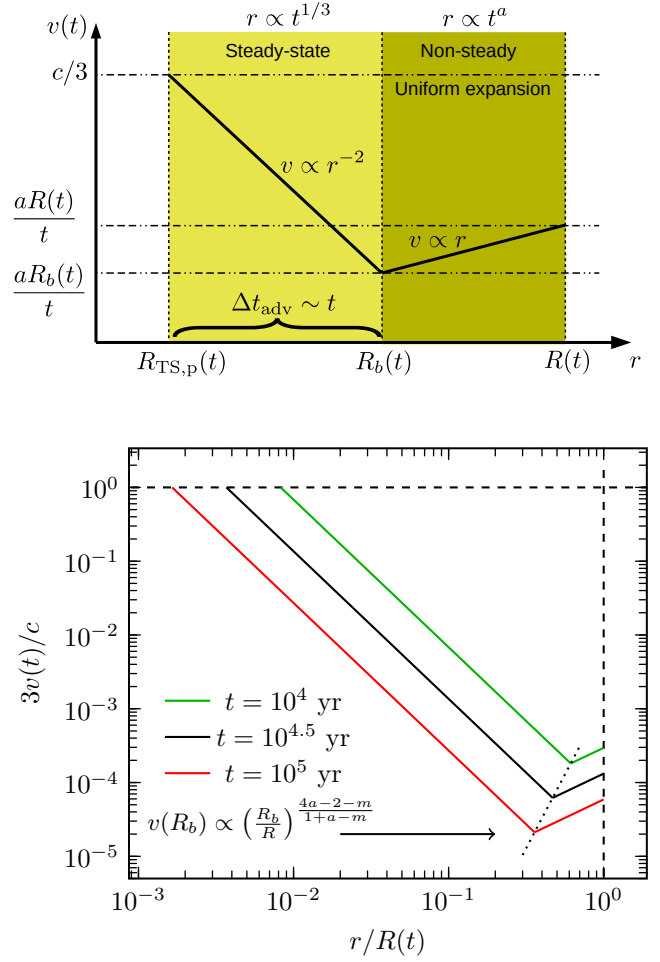 v(t)
r ∝ t^{1/3}
r ∝ t^a
Steady-state
Non-steady
c/3
Uniform expansion
v ∝ r^{-2}
aR(t)/t
v ∝ r
aR_b(t)/t
Δt_adv ∼ t
R_{TS,p}(t)
R_b(t)
R(t)
r
10^0
10^{-1}
10^{-2}
3v(t)/c
10^{-3}
t = 10^4 yr
t = 10^{4.5} yr
t = 10^5 yr
10^{-4}
v(R_b) ∝ (R_b/R)^{(4a-2-m)/(1+a-m)}
10^{-5}
10^{-3}
10^{-2}
10^{-1}
10^0
r/R(t)